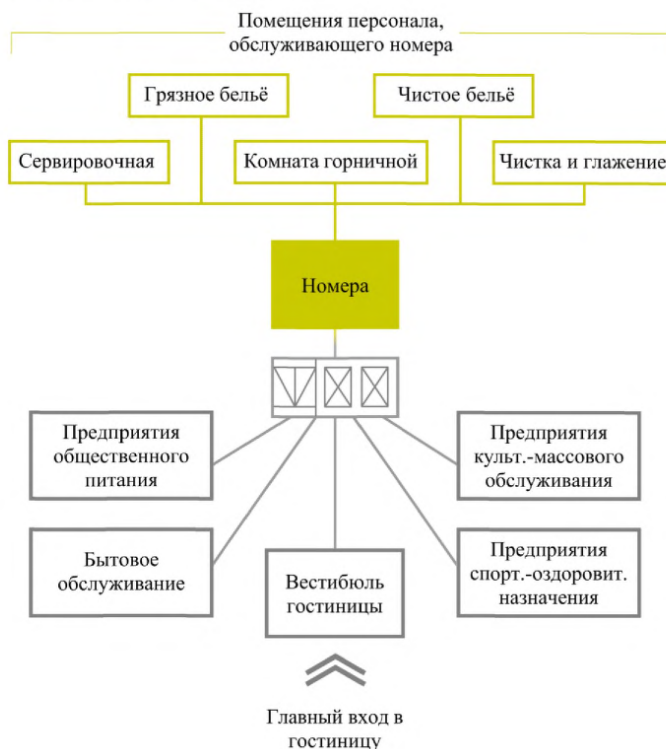 Помещения персонала,
обслуживающего номера
Грязное бельё
Чистое бельё
Сервировочная
Комната горничной
Чистка и глажение
Номера
Предприятия
общественного
питания
Предприятия
культ.-массового
обслуживания
Бытовое
обслуживание
Вестибюль
гостиницы
Предприятия
спорт.-оздоровит.
назначения
Главный вход в
гостиницу